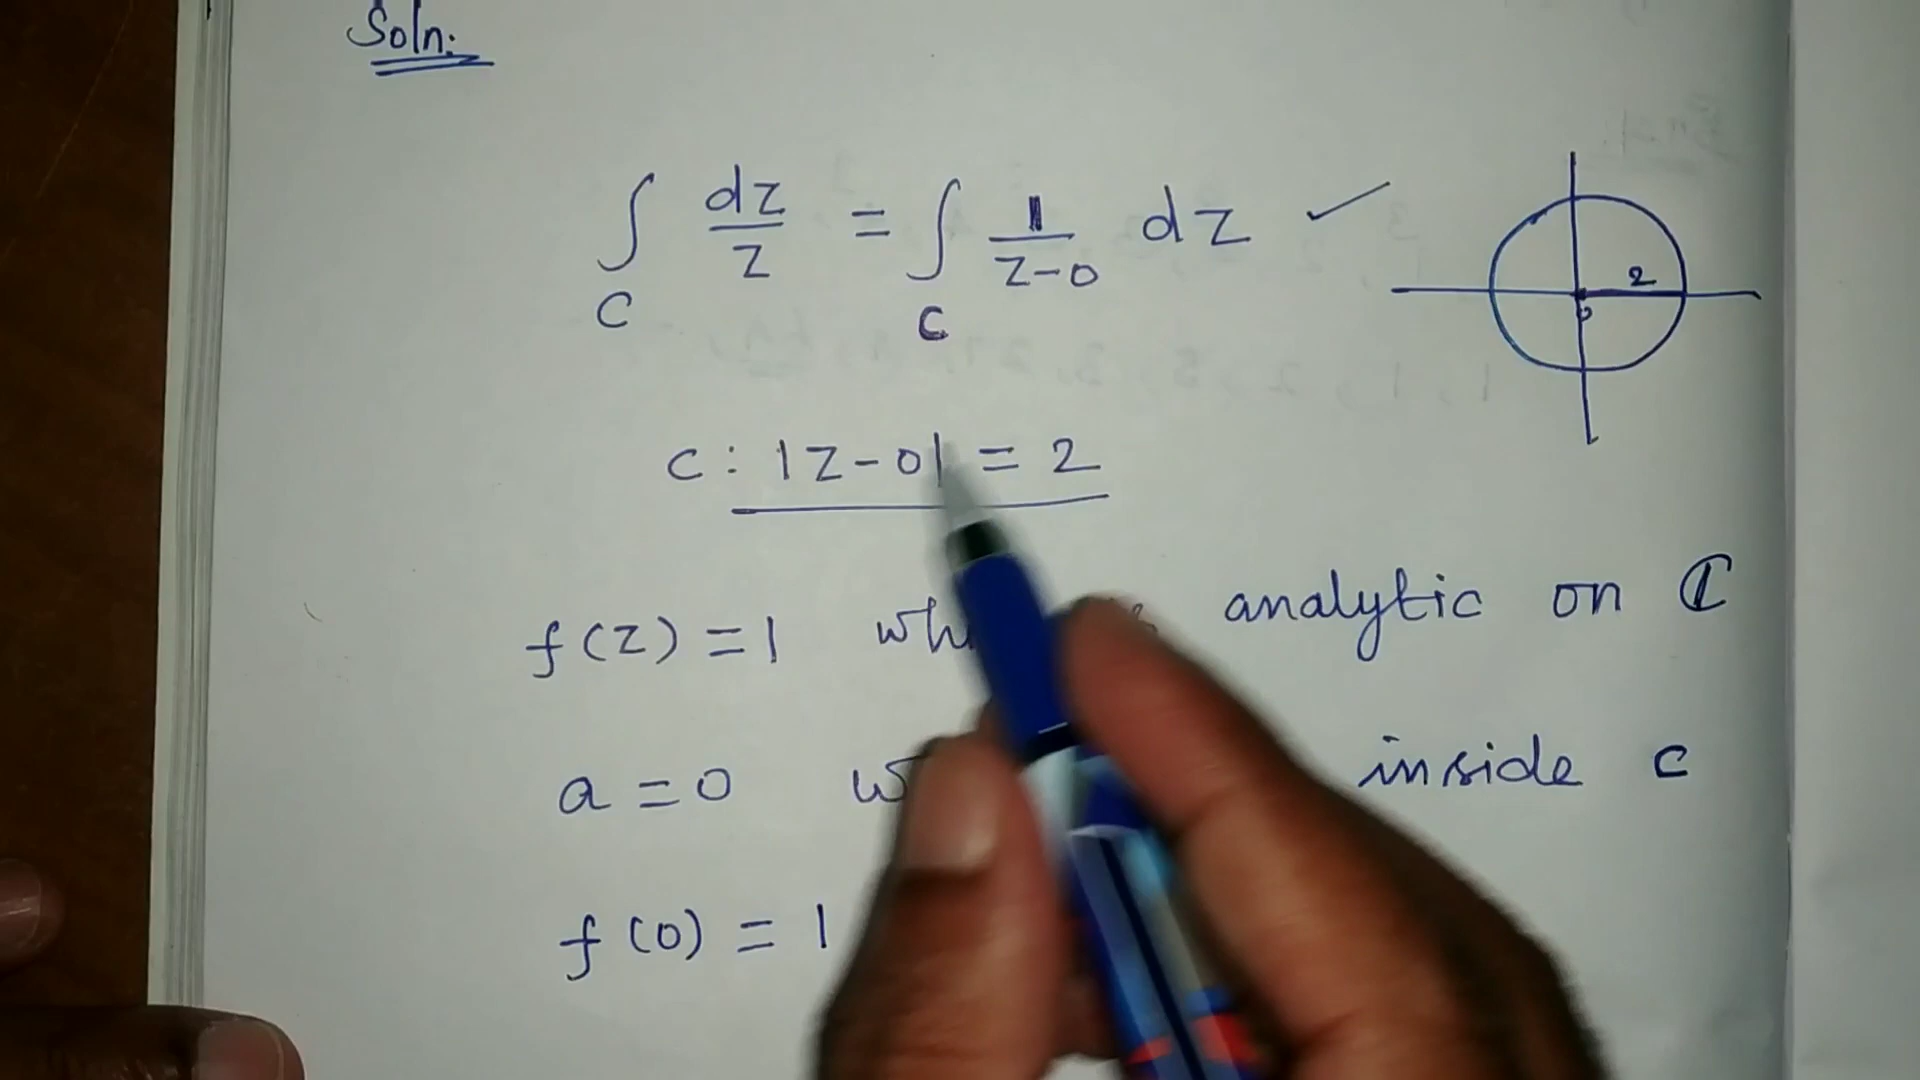 Soln:
∫_C dz/z = ∫_C 1/(z-0) dz ✓
2
0
C: |z-0| = 2
f(z) = 1 analytic on ℂ
a = 0 inside C
f(0) = 1